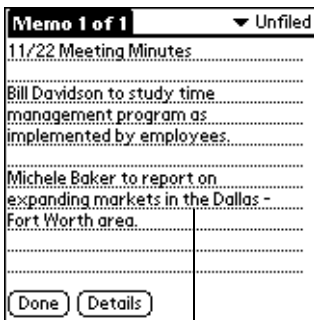 Memo 1 of 1
Unfiled
11/22 Meeting Minutes
Bill Davidson to study time
management program as
implemented by employees.
Michele Baker to report on
expanding markets in the Dallas -
Fort Worth area.
Done Details